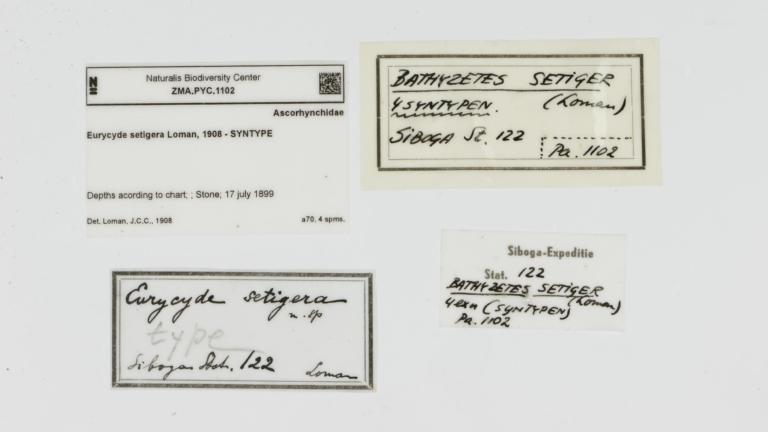 Naturalis Biodiversity Center
ZMA.PYC.1102
Ascorhynchidae
Eurycyde setigera Loman, 1908 - SYNTYPE
Depths acording to chart; ; Stone; 17 july 1899
Det. Loman, J.C.C., 1908 a70, 4 spms.
BATHYZETES SETIGER
4 SYNTYPEN. (Loman)
SIBOGA St. 122
Pa. 1102
Eurycyde setigera
n. sp
type
Siboga Stat. 122 Loman
Siboga-Expeditie
Stat. 122
BATHYZETES SETIGER
(Loman)
4 exn (SYNTYPEN)
Pa. 1102